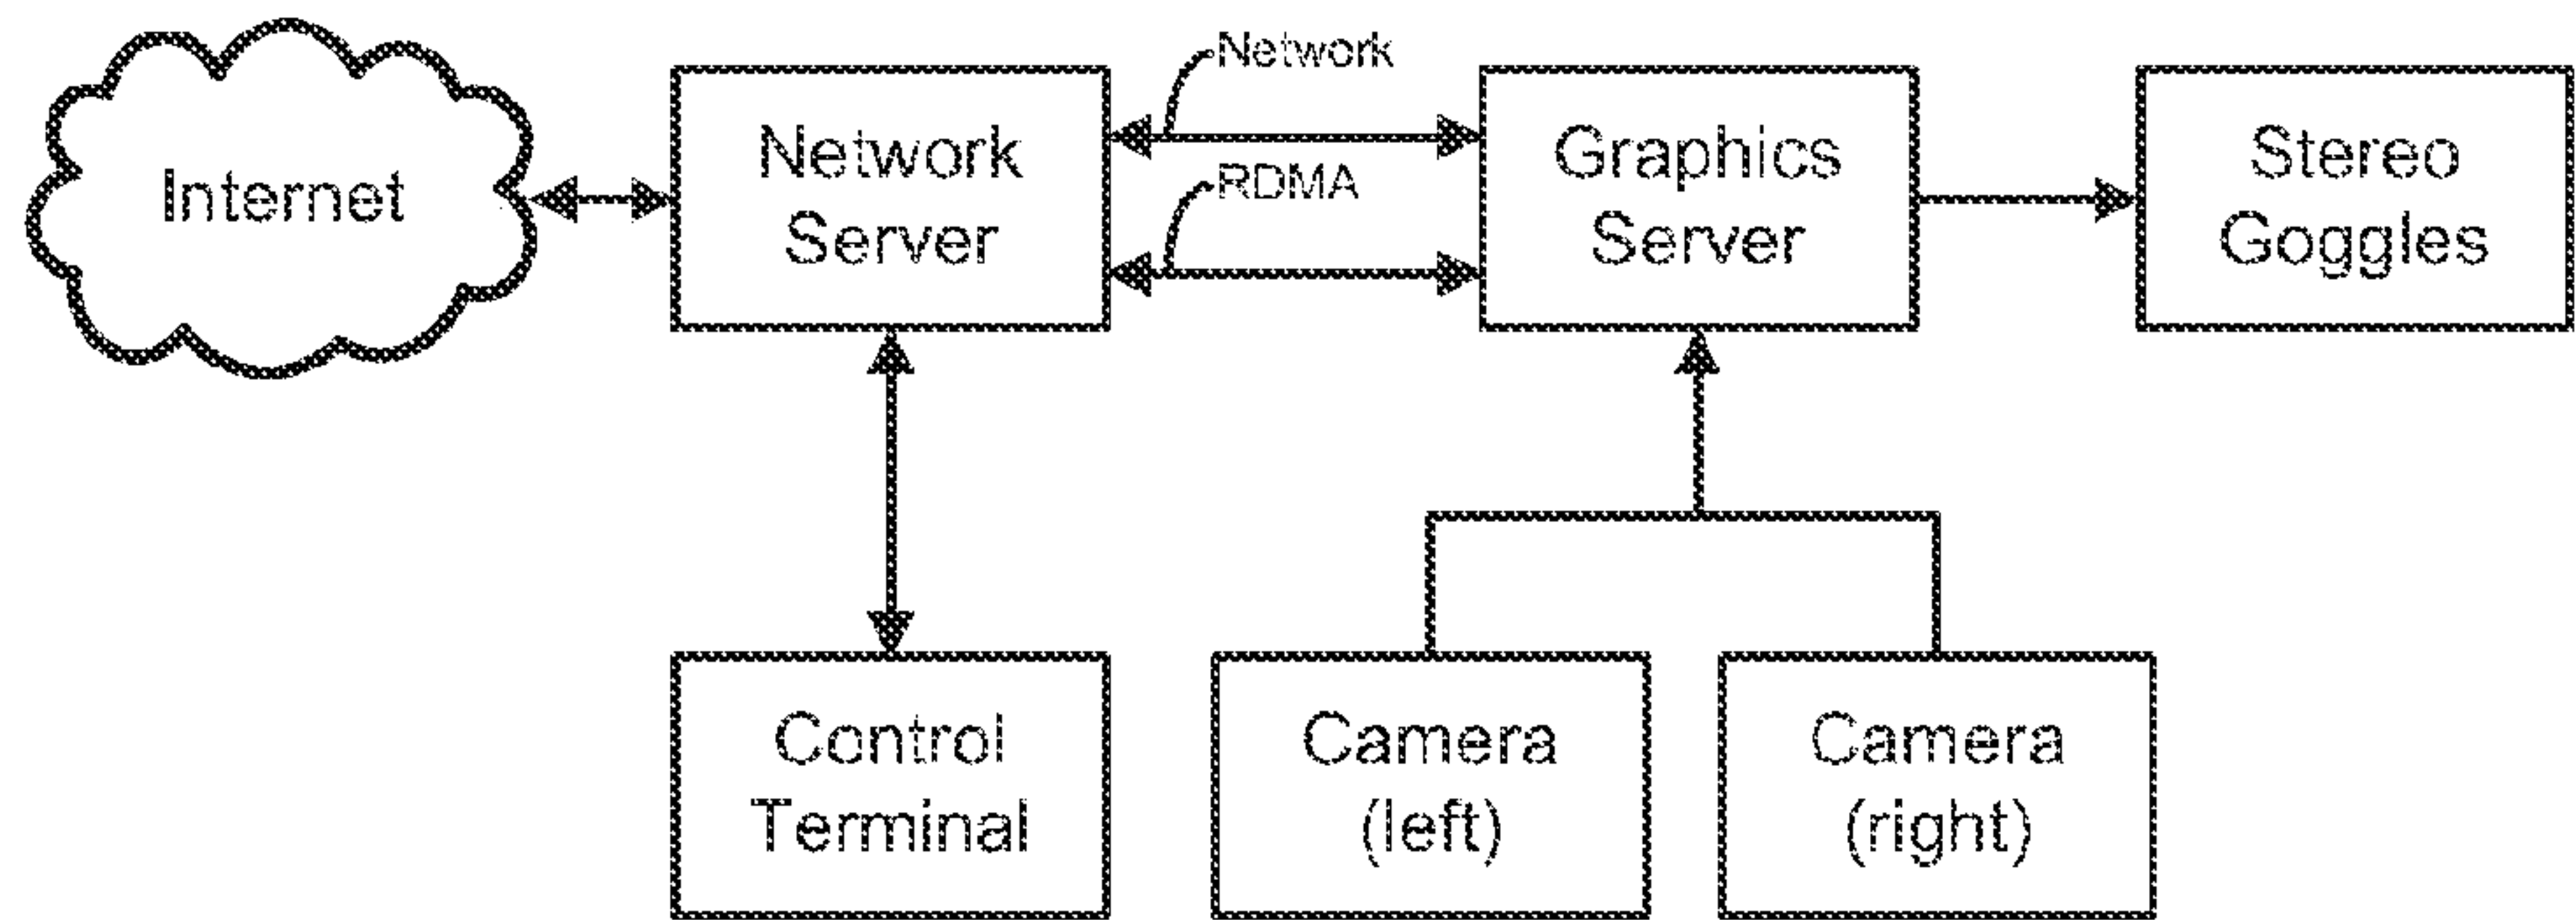 Internet
Network
Server
Network
RDMA
Graphics
Server
Stereo
Goggles
Control
Terminal
Camera
(left)
Camera
(right)